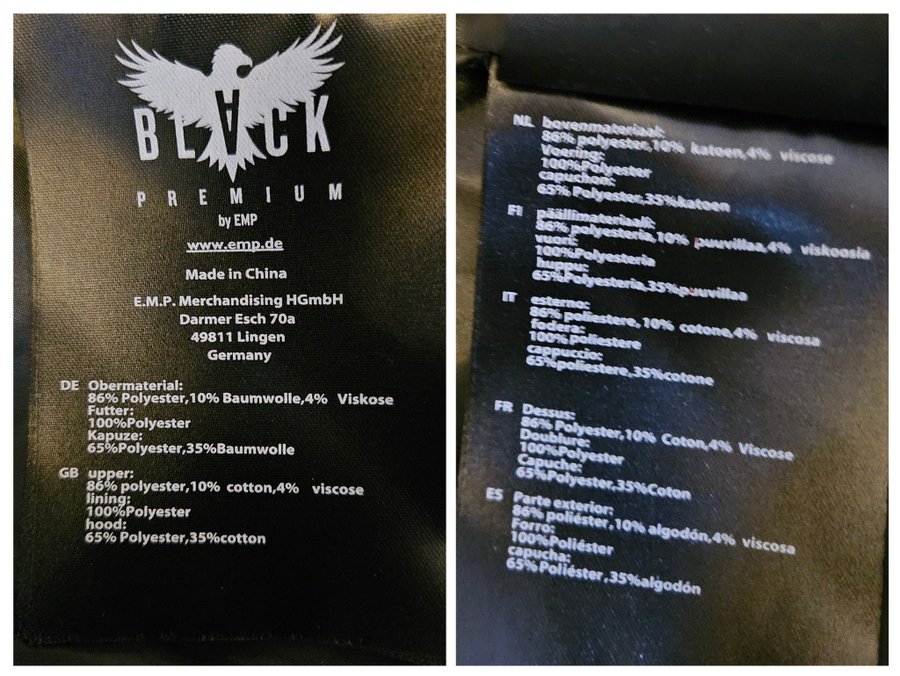 BLACK
PREMIUM
by EMP
www.emp.de
Made in China
E.M.P. Merchandising HGmbH
Darmer Esch 70a
49811 Lingen
Germany
DE Obermaterial:
86% Polyester,10% Baumwolle,4% Viskose
Futter:
100%Polyester
Kapuze:
65%Polyester,35%Baumwolle
GB upper:
86% polyester,10% cotton,4% viscose
lining:
100%Polyester
hood:
65% Polyester,35%cotton
NL bovenmateriaal:
86% polyester,10% katoen,4% viscose
Voering:
100%Polyester
capuchon:
65% Polyester,35%katoen
FI päällimateriaali:
86% polyesteria,10% puuvillaa,4% viskoosia
vuori:
100%Polyesteria
huppu:
65%Polyesteria,35%puuvillaa
IT esterno:
86% poliestere, 10% cotone,4% viscosa
fodera:
100% poliestere
cappuccio:
65%poliestere,35%cotone
FR Dessus:
86% Polyester,10% Coton,4% Viscose
Doublure:
100%Polyester
Capuche:
65%Polyester,35%Coton
ES Parte exterior:
86% poliéster,10% algodón,4% viscosa
Forro:
100%Poliéster
capucha:
65% Poliéster,35%algodón